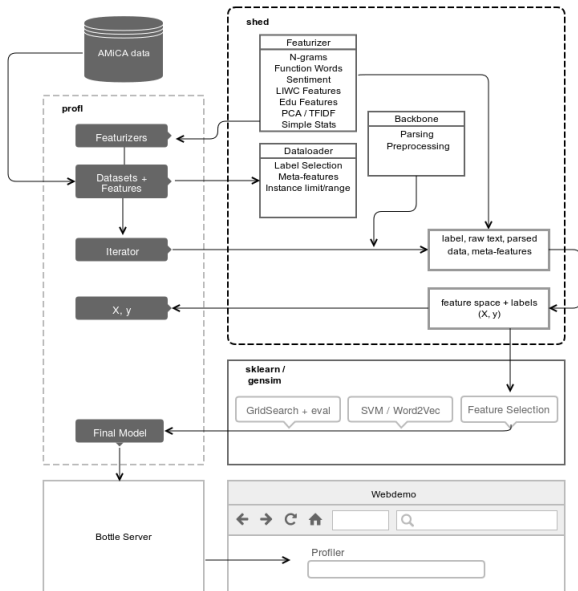 shed
AMiCA data
Featurizer
N-grams
Function Words
Sentiment
LIWC Features
Edu Features
PCA / TFIDF
Simple Stats
profl
Featurizers
Backbone
Parsing
Preprocessing
Dataloader
Label Selection
Meta-features
Instance limit/range
Datasets +
Features
Iterator
label, raw text, parsed
data, meta-features
X, y
feature space + labels
(X, y)
sklearn /
gensim
GridSearch + eval
SVM / Word2Vec
Feature Selection
Final Model
Webdemo
Bottle Server
Profiler